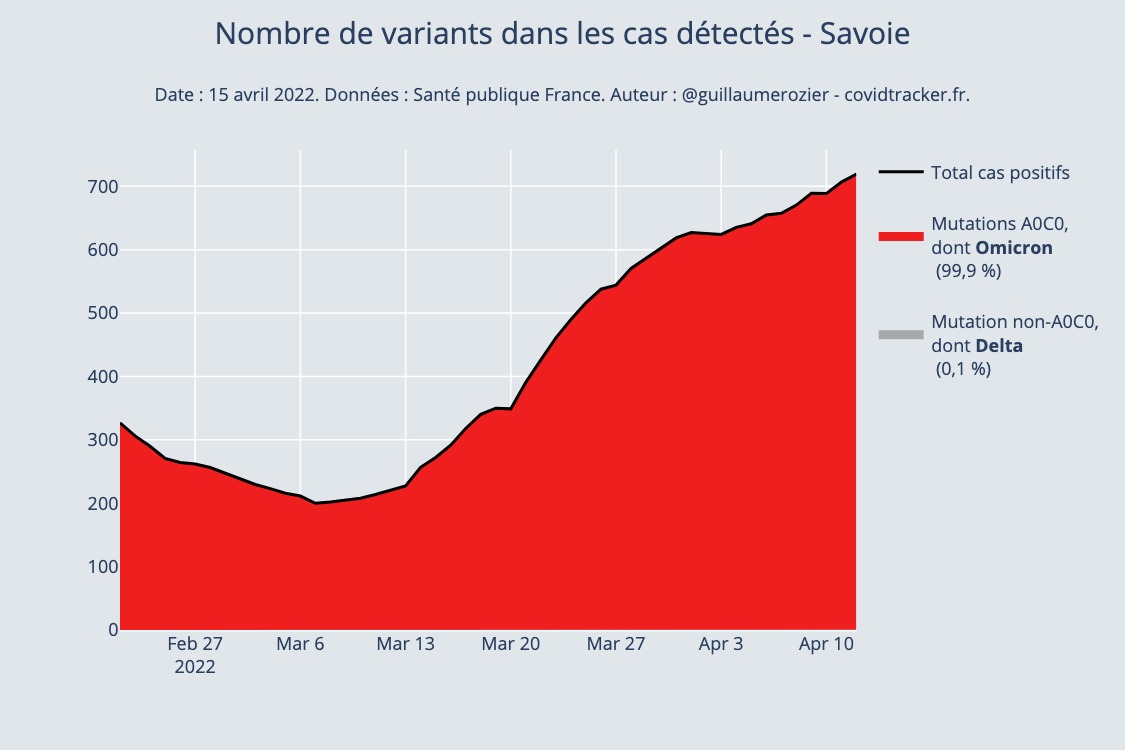 Nombre de variants dans les cas détectés - Savoie
Date : 15 avril 2022. Données : Santé publique France. Auteur : @guillaumerozier - covidtracker.fr.
Total cas positifs
Mutations A0C0,
dont Omicron
(99,9 %)
Mutation non-A0C0,
dont Delta
(0,1 %)
700
600
500
400
300
200
100
0
Feb 27 Mar 6 Mar 13 Mar 20 Mar 27 Apr 3 Apr 10
2022